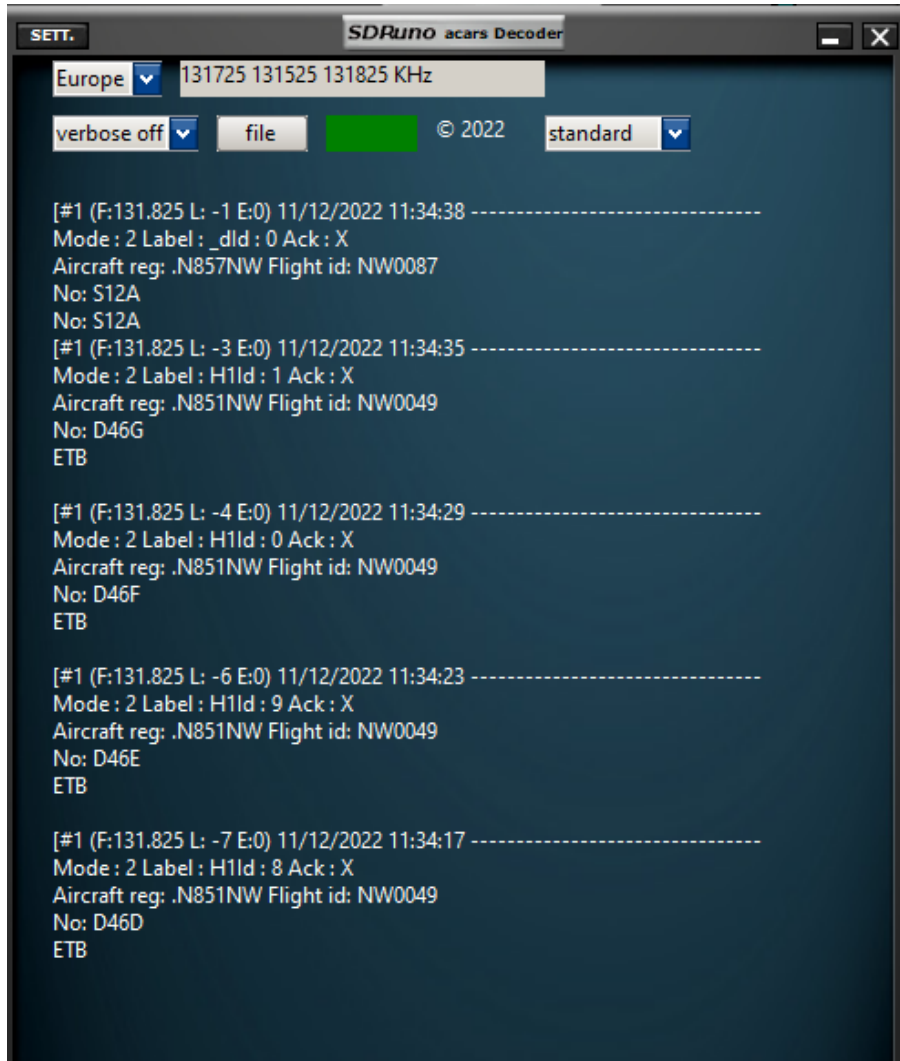 SETT.
SDRuno acars Decoder
Europe 131725 131525 131825 KHz
verbose off file © 2022 standard
[#1 (F:131.825 L: -1 E:0) 11/12/2022 11:34:38 --------------------------------
Mode : 2 Label : _dId : 0 Ack : X
Aircraft reg: .N857NW Flight id: NW0087
No: S12A
No: S12A
[#1 (F:131.825 L: -3 E:0) 11/12/2022 11:34:35 --------------------------------
Mode : 2 Label : H1Id : 1 Ack : X
Aircraft reg: .N851NW Flight id: NW0049
No: D46G
ETB
[#1 (F:131.825 L: -4 E:0) 11/12/2022 11:34:29 --------------------------------
Mode : 2 Label : H1Id : 0 Ack : X
Aircraft reg: .N851NW Flight id: NW0049
No: D46F
ETB
[#1 (F:131.825 L: -6 E:0) 11/12/2022 11:34:23 --------------------------------
Mode : 2 Label : H1Id : 9 Ack : X
Aircraft reg: .N851NW Flight id: NW0049
No: D46E
ETB
[#1 (F:131.825 L: -7 E:0) 11/12/2022 11:34:17 --------------------------------
Mode : 2 Label : H1Id : 8 Ack : X
Aircraft reg: .N851NW Flight id: NW0049
No: D46D
ETB